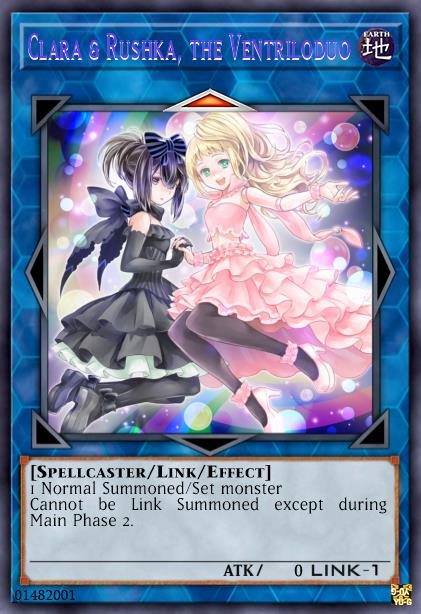 Clara & Rushka, the Ventriloduo
EARTH
地
[Spellcaster/Link/Effect]
1 Normal Summoned/Set monster
Cannot be Link Summoned except during
Main Phase 2.
ATK/ 0 LINK-1
01482001